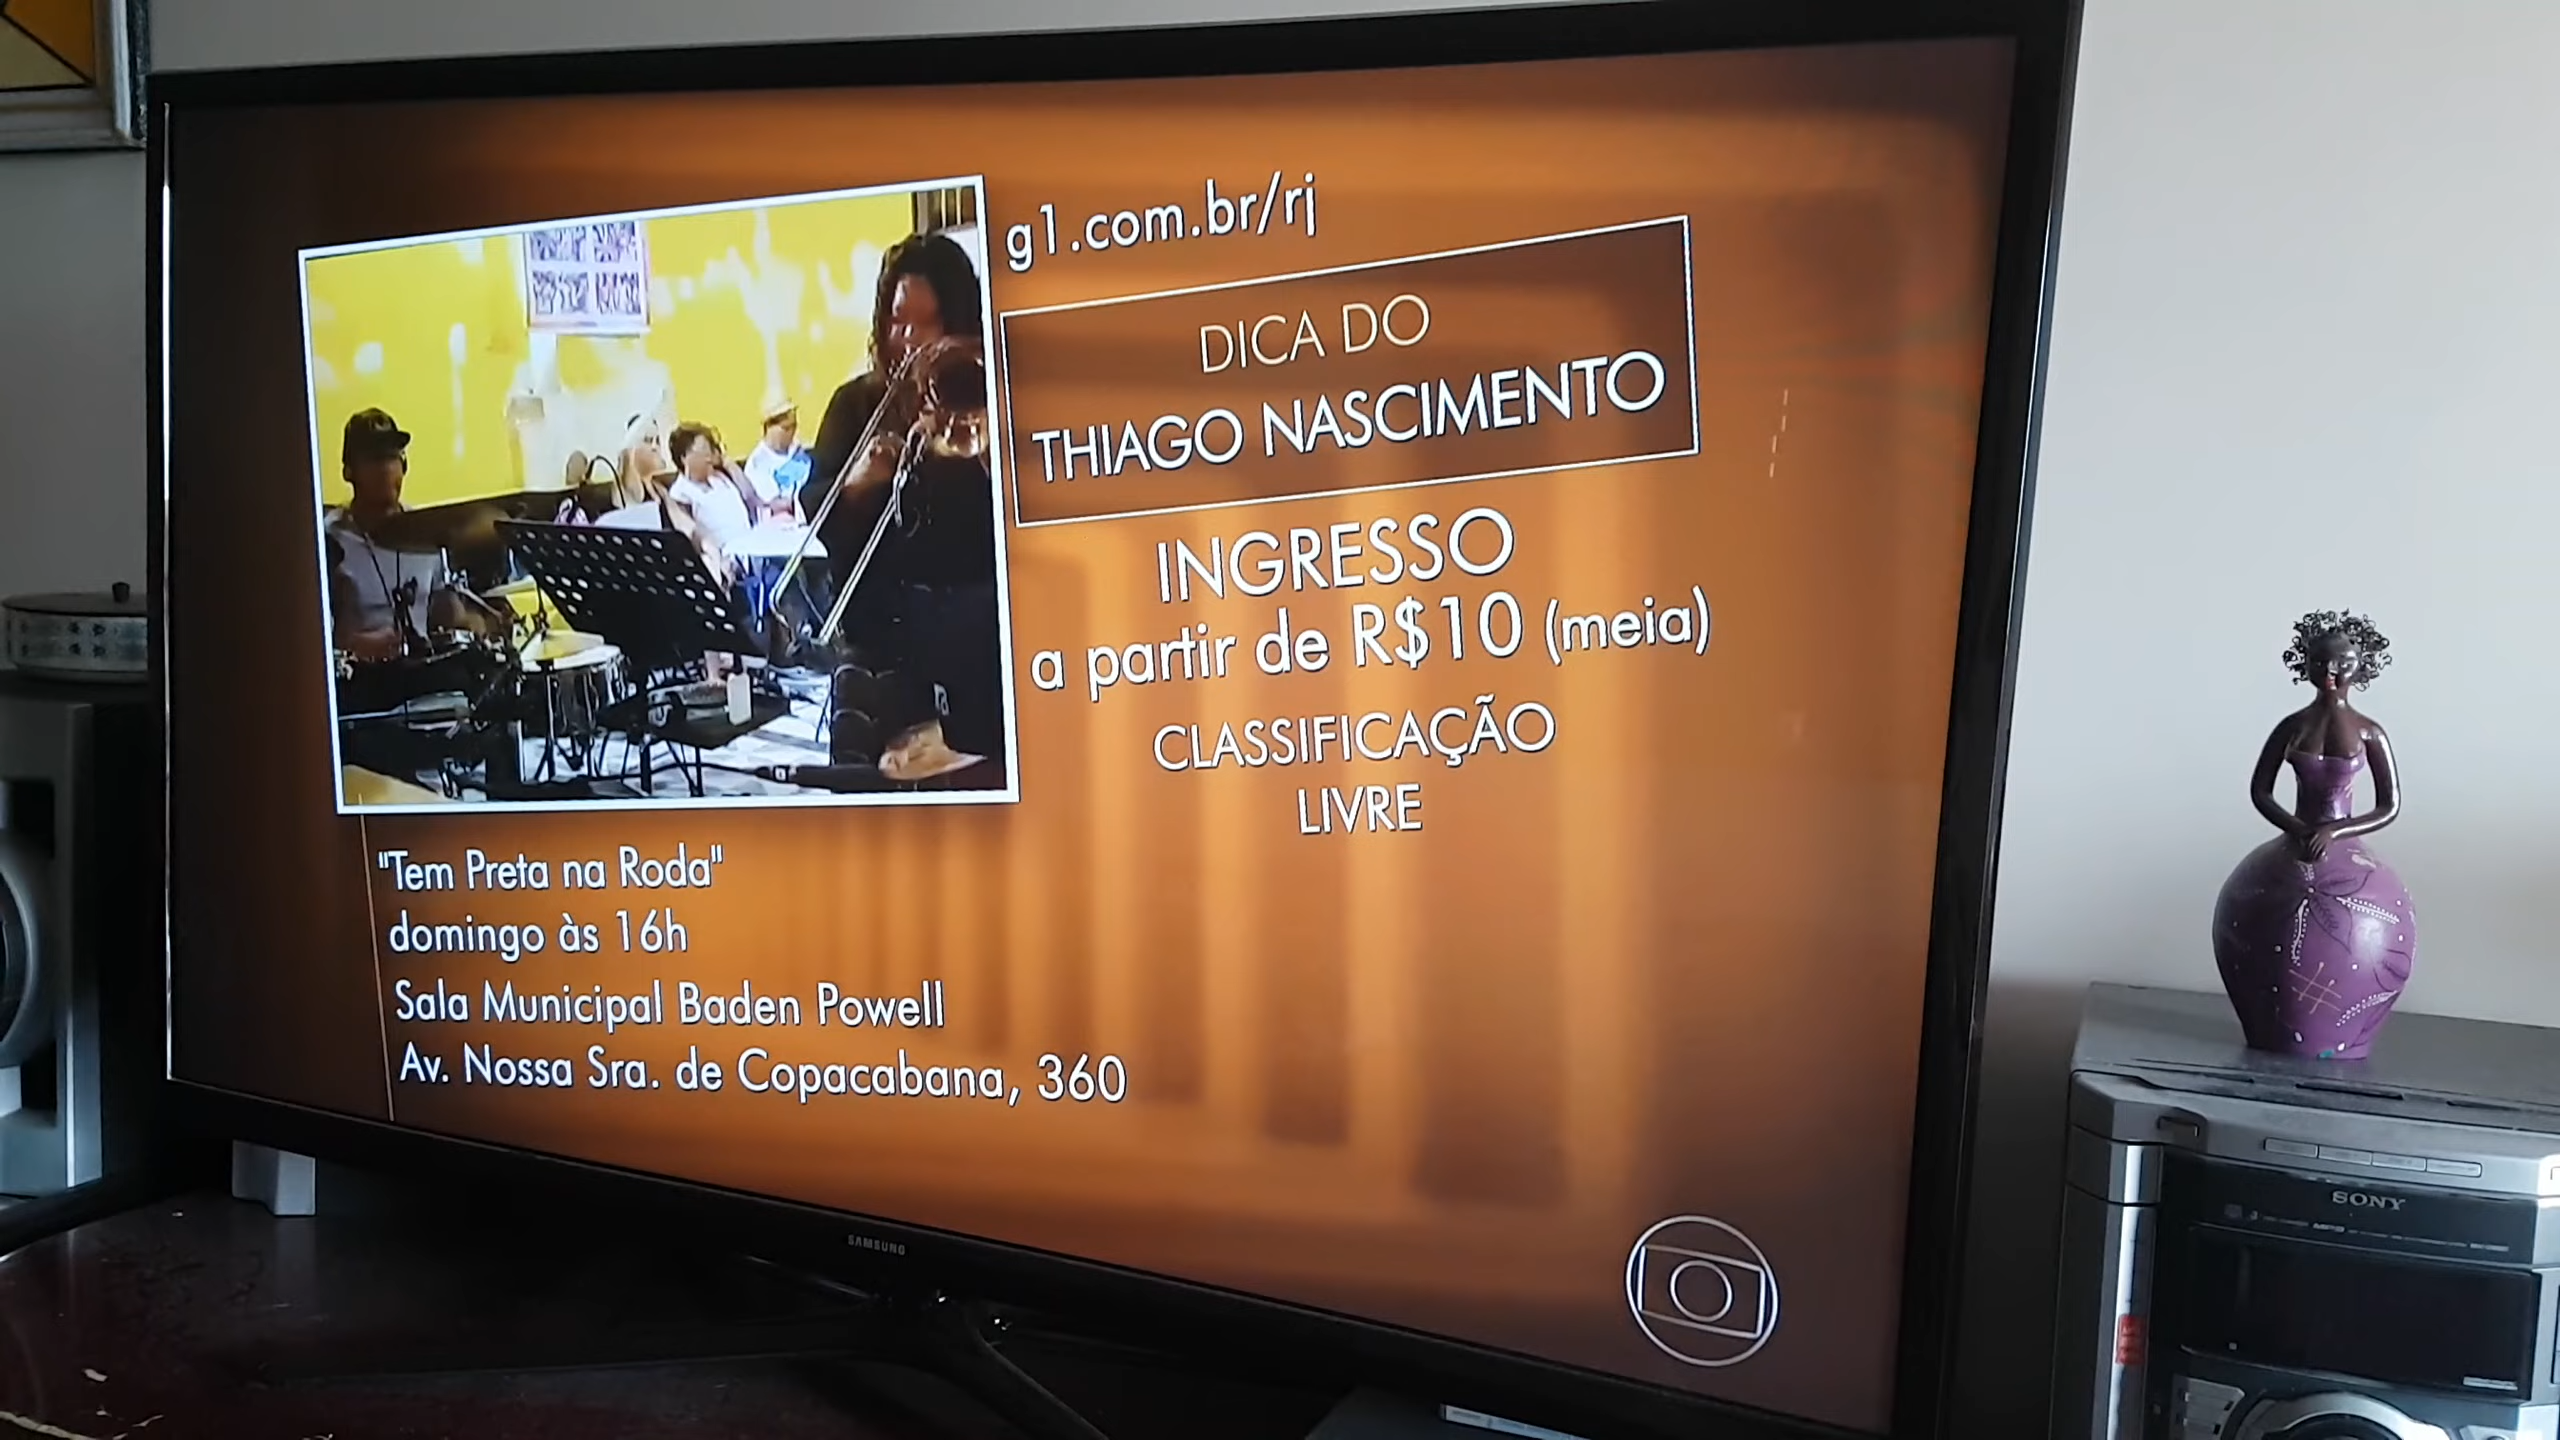 g1.com.br/rj
DICA DO
THIAGO NASCIMENTO
INGRESSO
a partir de R$10 (meia)
CLASSIFICAÇÃO
LIVRE
"Tem Preta na Roda"
domingo às 16h
Sala Municipal Baden Powell
Av. Nossa Sra. de Copacabana, 360
SAMSUNG
SONY